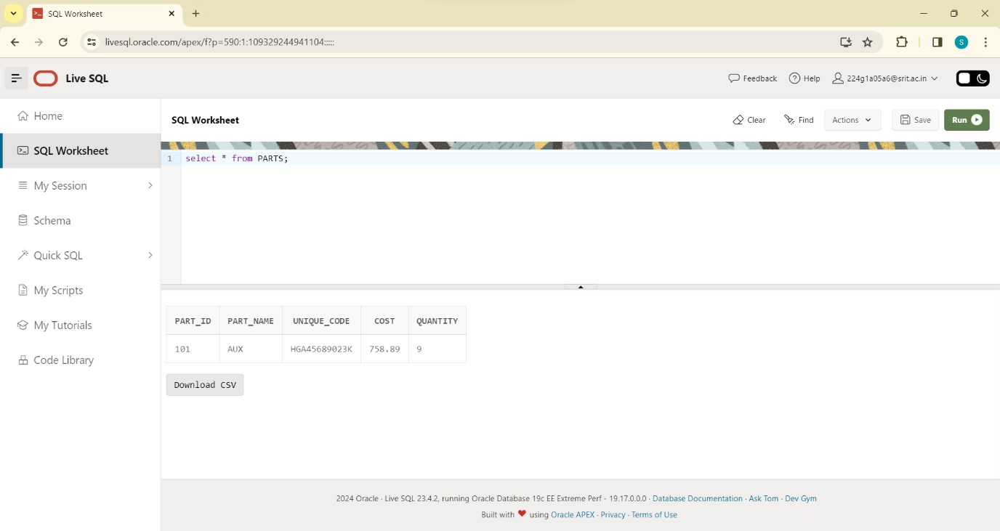 SQL Worksheet
livesql.oracle.com/apex/f?p=590:1:109329244941104:::::
S
Live SQL
Feedback
Help
224g1a05a6@srit.ac.in
Home
SQL Worksheet
My Session
Schema
Quick SQL
My Scripts
My Tutorials
Code Library
SQL Worksheet
Clear
Find
Actions
Save
Run
1 select * from PARTS;
PART_ID PART_NAME UNIQUE_CODE COST QUANTITY
101 AUX HGA45689023K 758.89 9
Download CSV
2024 Oracle · Live SQL 23.4.2, running Oracle Database 19c EE Extreme Perf - 19.17.0.0.0 · Database Documentation · Ask Tom · Dev Gym
Built with ❤ using Oracle APEX · Privacy · Terms of Use